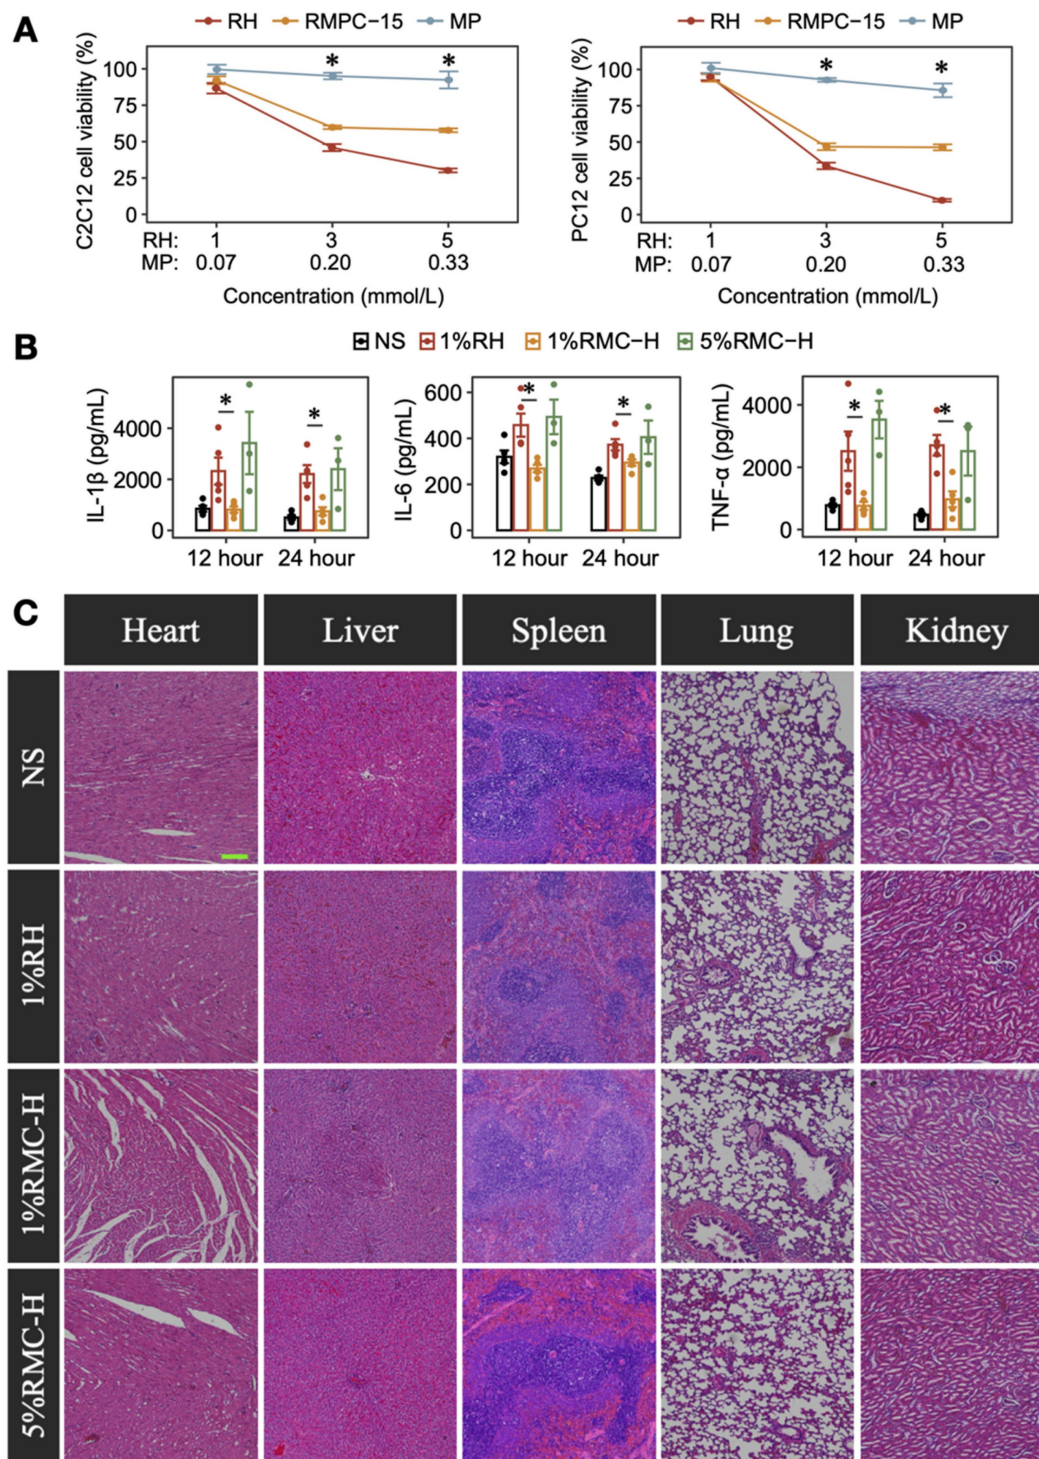 A
RH RMPC−15 MP
C2C12 cell viability (%)
100
75
50
25
0
* *
RH: 1 3 5
MP: 0.07 0.20 0.33
Concentration (mmol/L)
RH RMPC−15 MP
PC12 cell viability (%)
100
75
50
25
0
* *
RH: 1 3 5
MP: 0.07 0.20 0.33
Concentration (mmol/L)
B
NS 1%RH 1%RMC−H 5%RMC−H
IL-1β (pg/mL)
4000
2000
0
* *
12 hour 24 hour
IL-6 (pg/mL)
600
400
200
0
* *
12 hour 24 hour
TNF-α (pg/mL)
4000
2000
0
* *
12 hour 24 hour
C
Heart Liver Spleen Lung Kidney
NS
1%RH
1%RMC-H
5%RMC-H